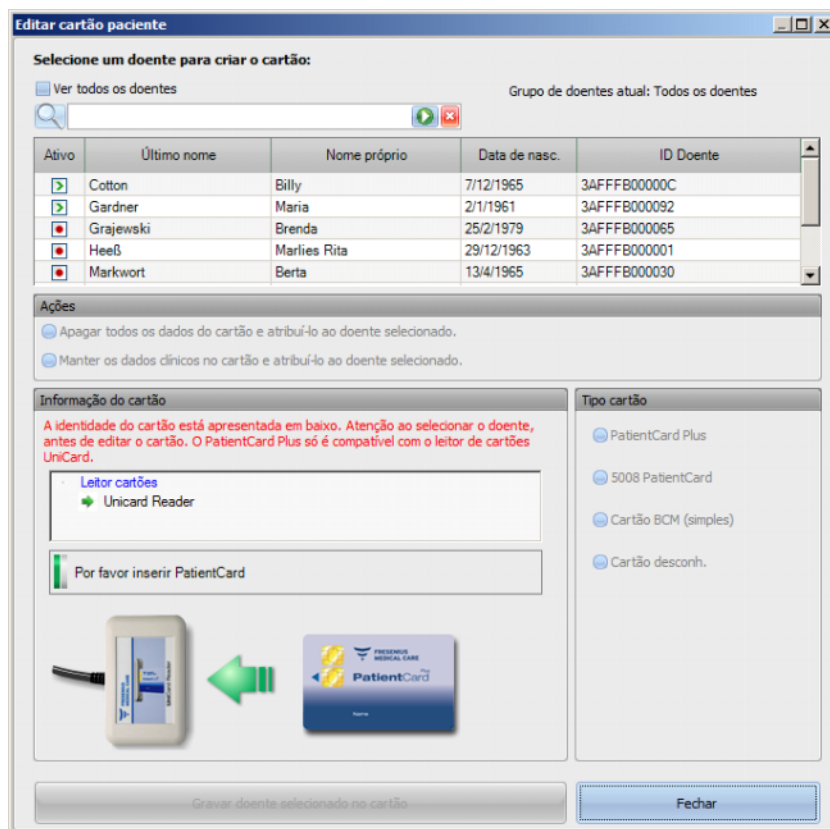 Editar cartão paciente
Selecione um doente para criar o cartão:
Ver todos os doentes
Grupo de doentes atual: Todos os doentes
Ativo Último nome Nome próprio Data de nasc. ID Doente
Cotton Billy 7/12/1965 3AFFFB00000C
Gardner Maria 2/1/1961 3AFFFB000092
Grajewski Brenda 25/2/1979 3AFFFB000065
Heeß Marlies Rita 29/12/1963 3AFFFB000001
Markwort Berta 13/4/1965 3AFFFB000030
Ações
Apagar todos os dados do cartão e atribuí-lo ao doente selecionado.
Manter os dados clínicos no cartão e atribuí-lo ao doente selecionado.
Informação do cartão
A identidade do cartão está apresentada em baixo. Atenção ao selecionar o doente,
antes de editar o cartão. O PatientCard Plus só é compatível com o leitor de cartões
UniCard.
Leitor cartões
Unicard Reader
Por favor inserir PatientCard
FRESENIUS
MEDICAL CARE
UniCard Reader
FRESENIUS
MEDICAL CARE
Plus
PatientCard
Name
Tipo cartão
PatientCard Plus
5008 PatientCard
Cartão BCM (simples)
Cartão desconh.
Gravar doente selecionado no cartão
Fechar